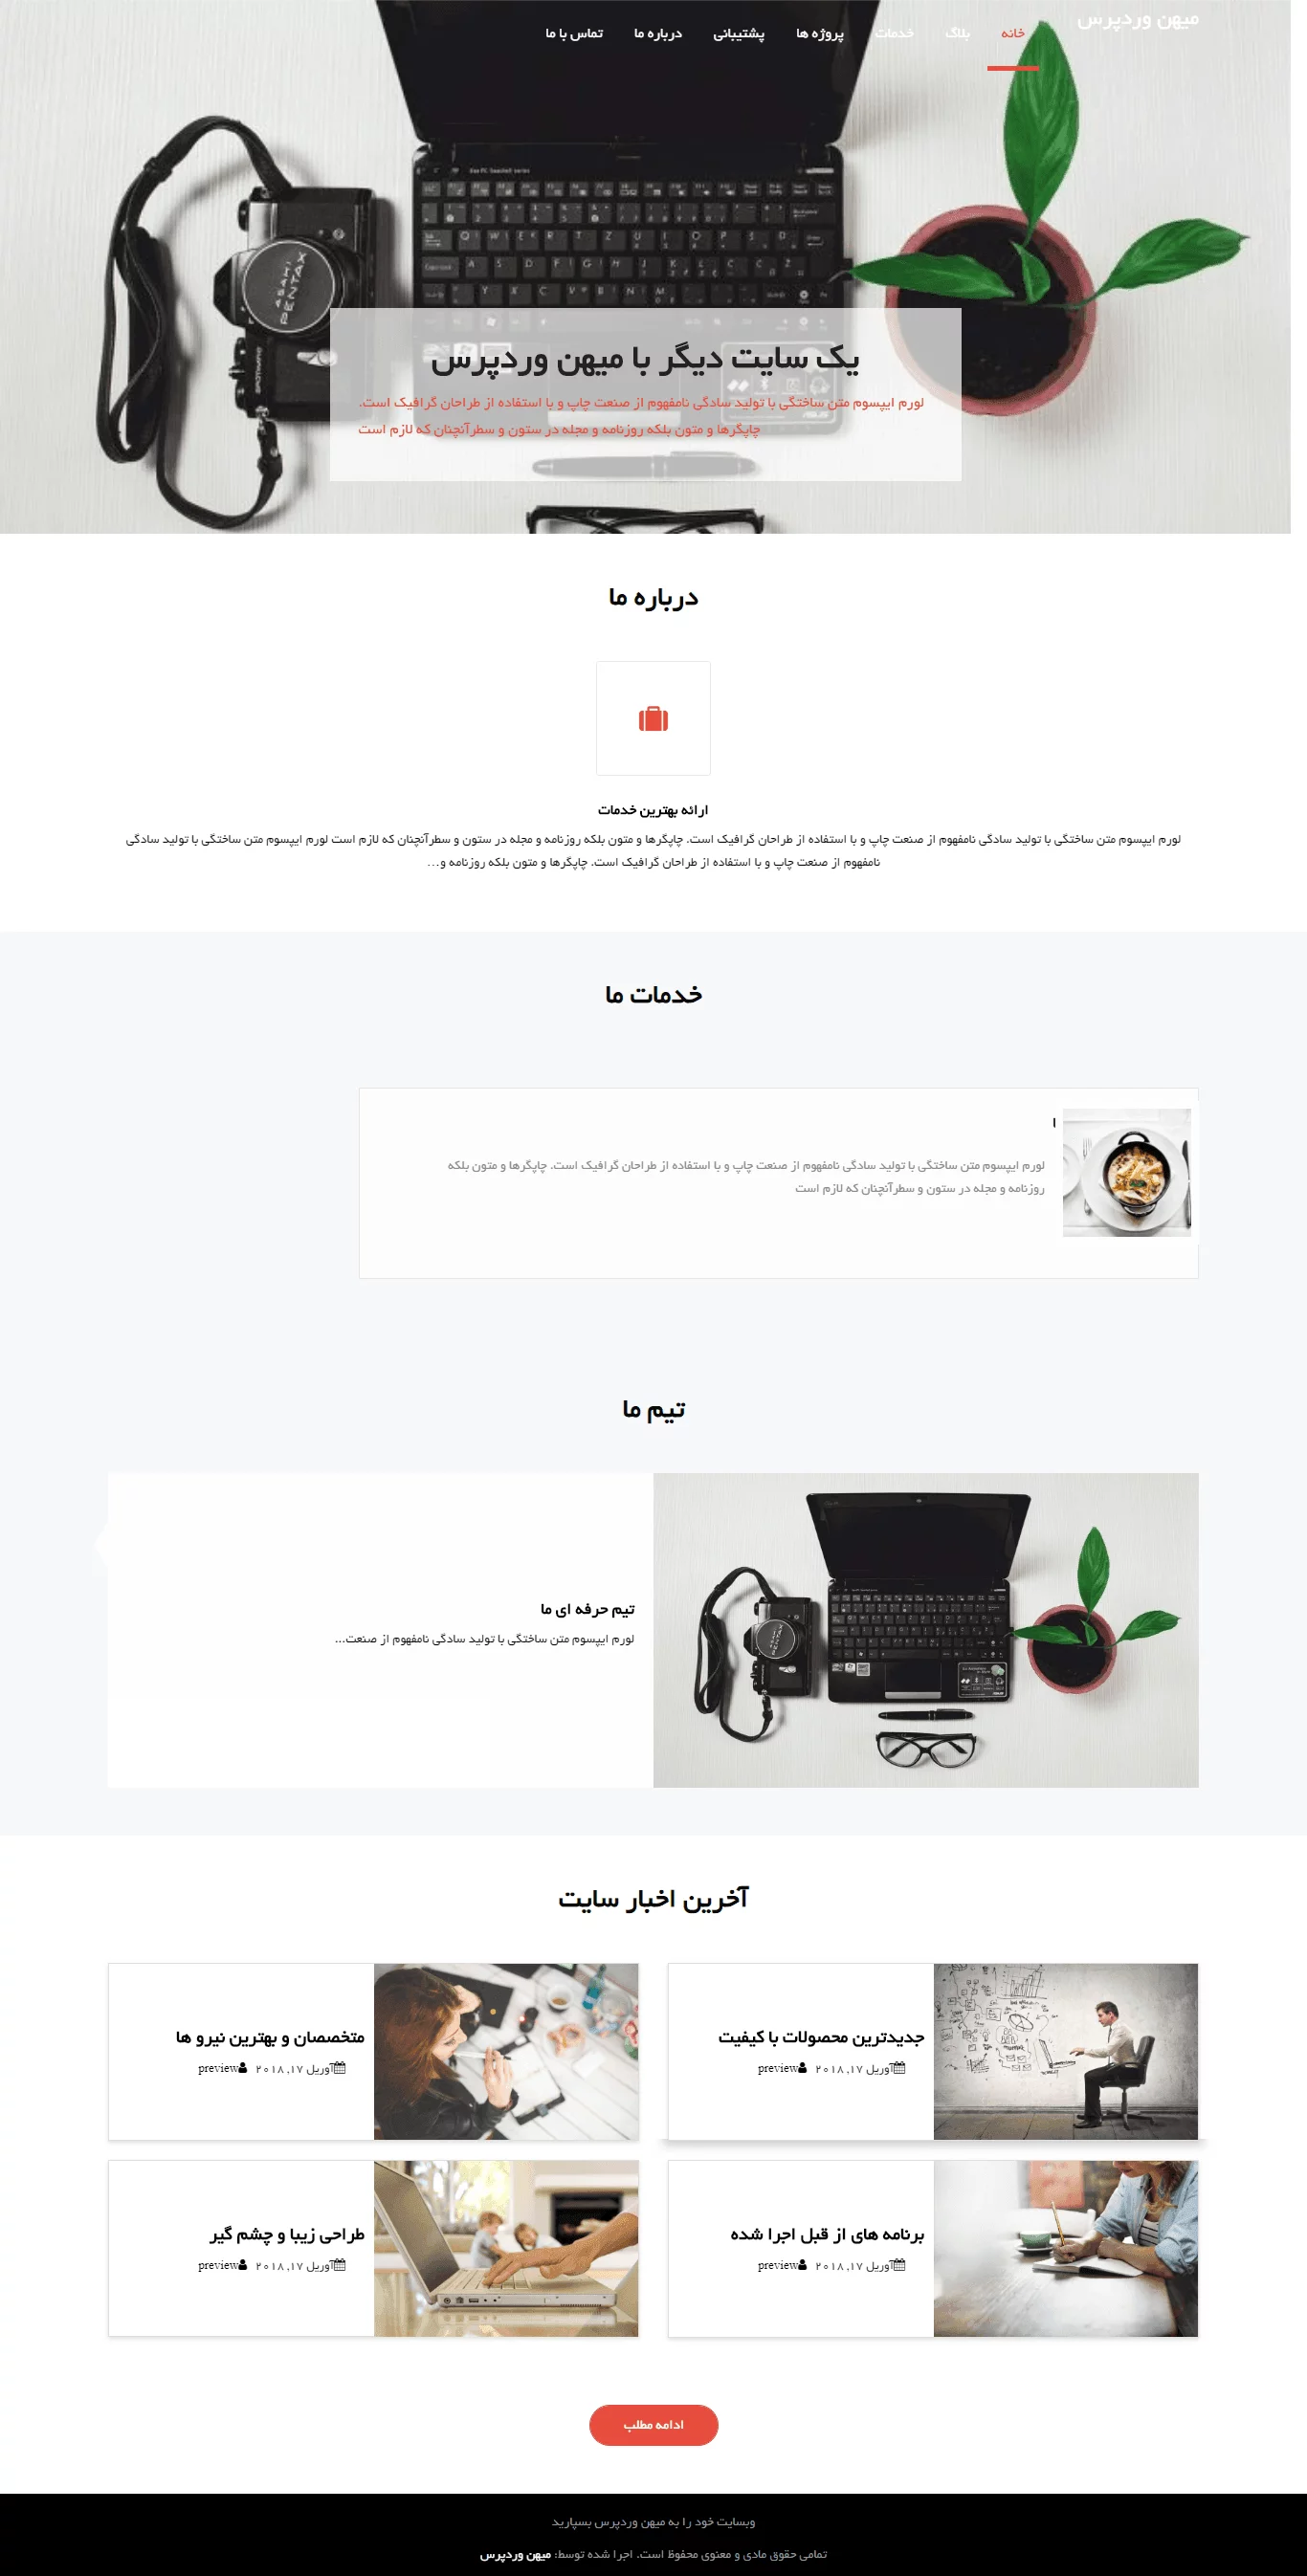 میهن وردپرس
خانه
بلاگ
خدمات
پروژه ها
پشتیبانی
درباره ما
تماس با ما
ASAHI
PENTAX
SPOTMATIC
Eee PC Seashell series
ASUS
یک سایت دیگر با میهن وردپرس
لورم ایپسوم متن ساختگی با تولید سادگی نامفهوم از صنعت چاپ و با استفاده از طراحان گرافیک است.
چاپگرها و متون بلکه روزنامه و مجله در ستون و سطرآنچنان که لازم است
درباره ما
ارائه بهترین خدمات
لورم ایپسوم متن ساختگی با تولید سادگی نامفهوم از صنعت چاپ و با استفاده از طراحان گرافیک است. چاپگرها و متون بلکه روزنامه و مجله در ستون و سطرآنچنان که لازم است لورم ایپسوم متن ساختگی با تولید سادگی
نامفهوم از صنعت چاپ و با استفاده از طراحان گرافیک است. چاپگرها و متون بلکه روزنامه و…
خدمات ما
ا
لورم ایپسوم متن ساختگی با تولید سادگی نامفهوم از صنعت چاپ و با استفاده از طراحان گرافیک است. چاپگرها و متون بلکه
روزنامه و مجله در ستون و سطرآنچنان که لازم است
تیم ما
PENTAX
تیم حرفه ای ما
لورم ایپسوم متن ساختگی با تولید سادگی نامفهوم از صنعت...
آخرین اخبار سایت
جدیدترین محصولات با کیفیت
آوریل ۱۷, ۲۰۱۸ preview
متخصصان و بهترین نیرو ها
آوریل ۱۷, ۲۰۱۸ preview
برنامه های از قبل اجرا شده
آوریل ۱۷, ۲۰۱۸ preview
طراحی زیبا و چشم گیر
آوریل ۱۷, ۲۰۱۸ preview
ادامه مطلب
وبسایت خود را به میهن وردپرس بسپارید
تمامی حقوق مادی و معنوی محفوظ است. اجرا شده توسط: میهن وردپرس